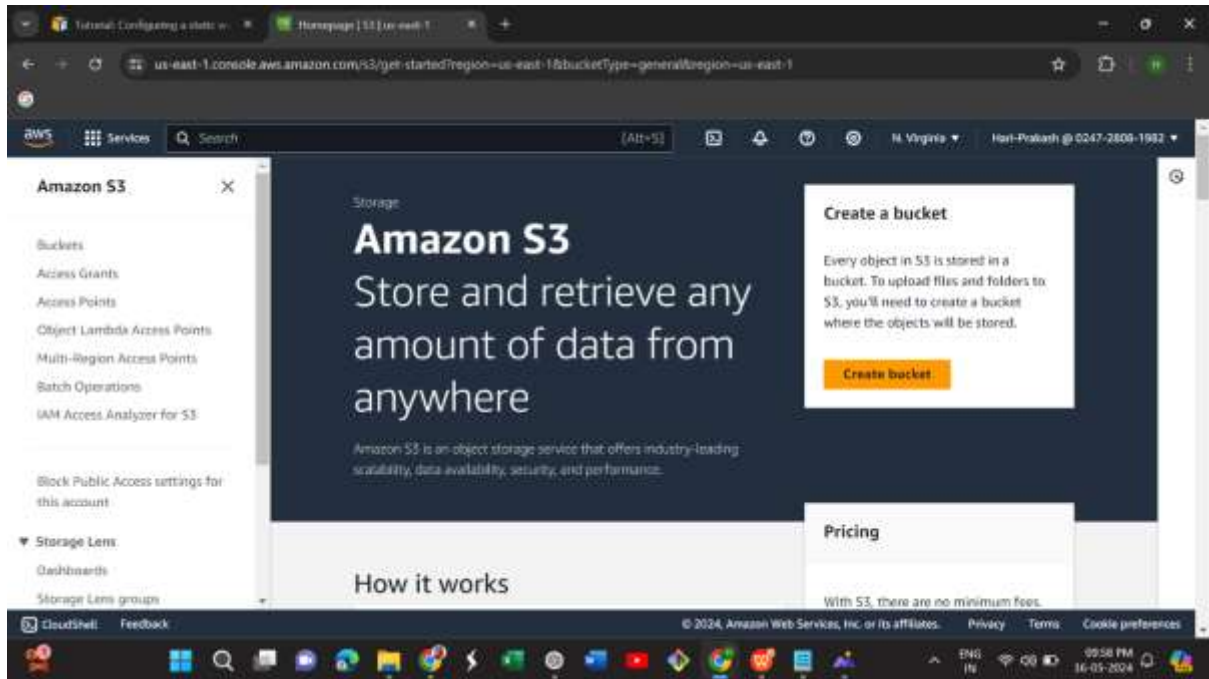 Tutorial: Configuring a static w
Homepage | S3 | us-east-1
us-east-1.console.aws.amazon.com/s3/get-started?region=us-east-1&bucketType=general&region=us-east-1
aws
Services
Search
[Alt+S]
N. Virginia
Hari-Prakash @ 0247-2808-1982
Amazon S3
Buckets
Access Grants
Access Points
Object Lambda Access Points
Multi-Region Access Points
Batch Operations
IAM Access Analyzer for S3
Block Public Access settings for
this account
Storage Lens
Dashboards
Storage Lens groups
Storage
Amazon S3
Store and retrieve any
amount of data from
anywhere
Amazon S3 is an object storage service that offers industry-leading
scalability, data availability, security, and performance.
How it works
Create a bucket
Every object in S3 is stored in a
bucket. To upload files and folders to
S3, you'll need to create a bucket
where the objects will be stored.
Create bucket
Pricing
With S3, there are no minimum fees.
CloudShell
Feedback
© 2024, Amazon Web Services, Inc. or its affiliates.
Privacy
Terms
Cookie preferences
ENG
IN
09:58 PM
16-05-2024